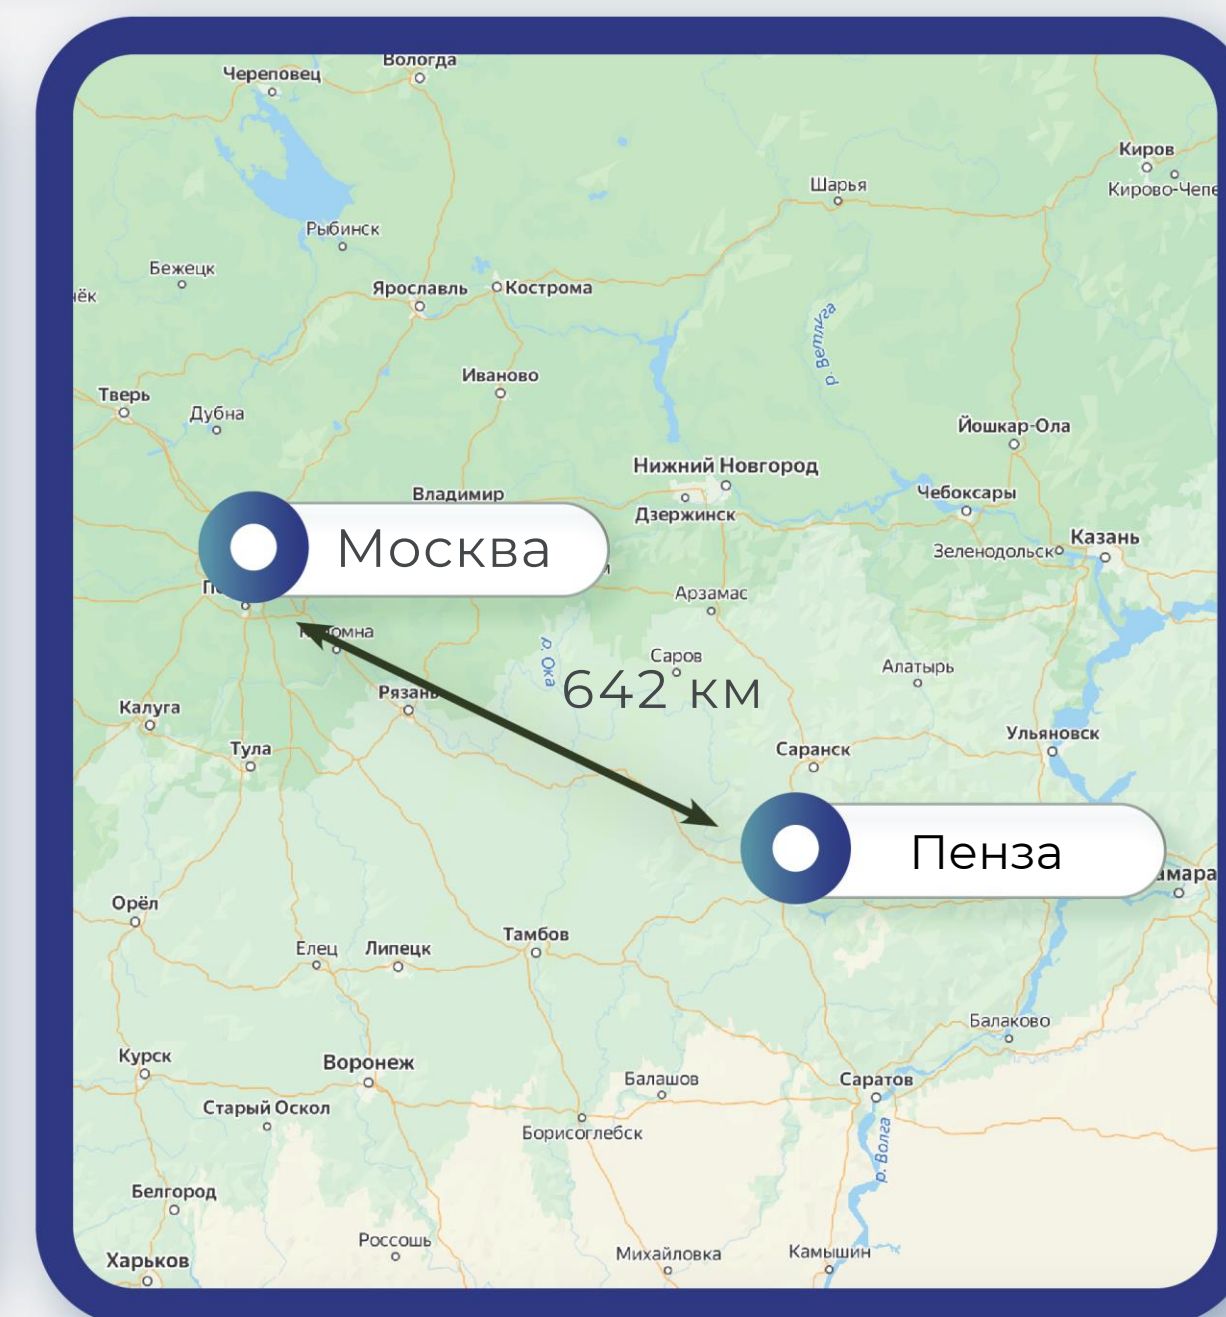 Вологда
Череповец
Киров
Шарья
Рыбинск
Бежецк
Ярославль
Кострома
р. Ветлуга
Иваново
Тверь
Дубна
Йошкар-Ола
Нижний Новгород
Владимир
Чебоксары
Дзержинск
Казань
Москва
Зеленодольск
Арзамас
р. Ока
Саров
Алатырь
642 км
Рязань
Калуга
Ульяновск
Тула
Саранск
Пенза
Орёл
Тамбов
Елец
Липецк
Балаково
Курск
Воронеж
Балашов
Саратов
Старый Оскол
Борисоглебск
р. Волга
Белгород
Россошь
Михайловка
Камышин
Харьков